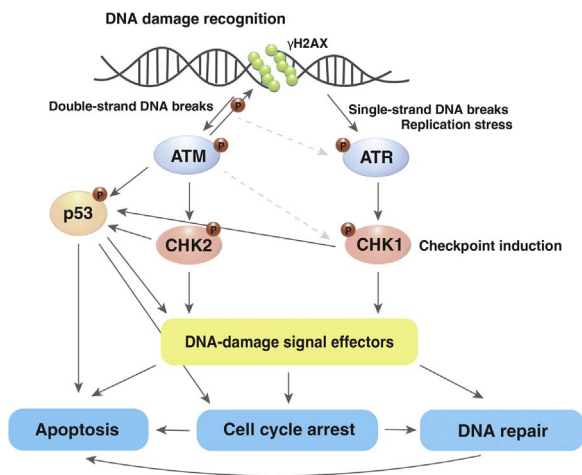 DNA damage recognition
γH2AX
Double-strand DNA breaks
P
Single-strand DNA breaks
Replication stress
ATM
P
P
ATR
P
p53
P
CHK2
P
CHK1
Checkpoint induction
DNA-damage signal effectors
Apoptosis
Cell cycle arrest
DNA repair